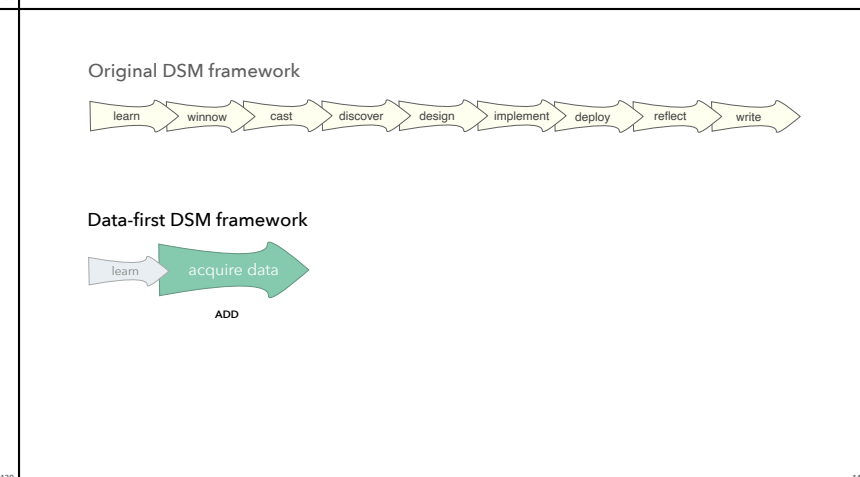 Original DSM framework
learn winnow cast discover design implement deploy reflect write
Data-first DSM framework
learn acquire data
ADD